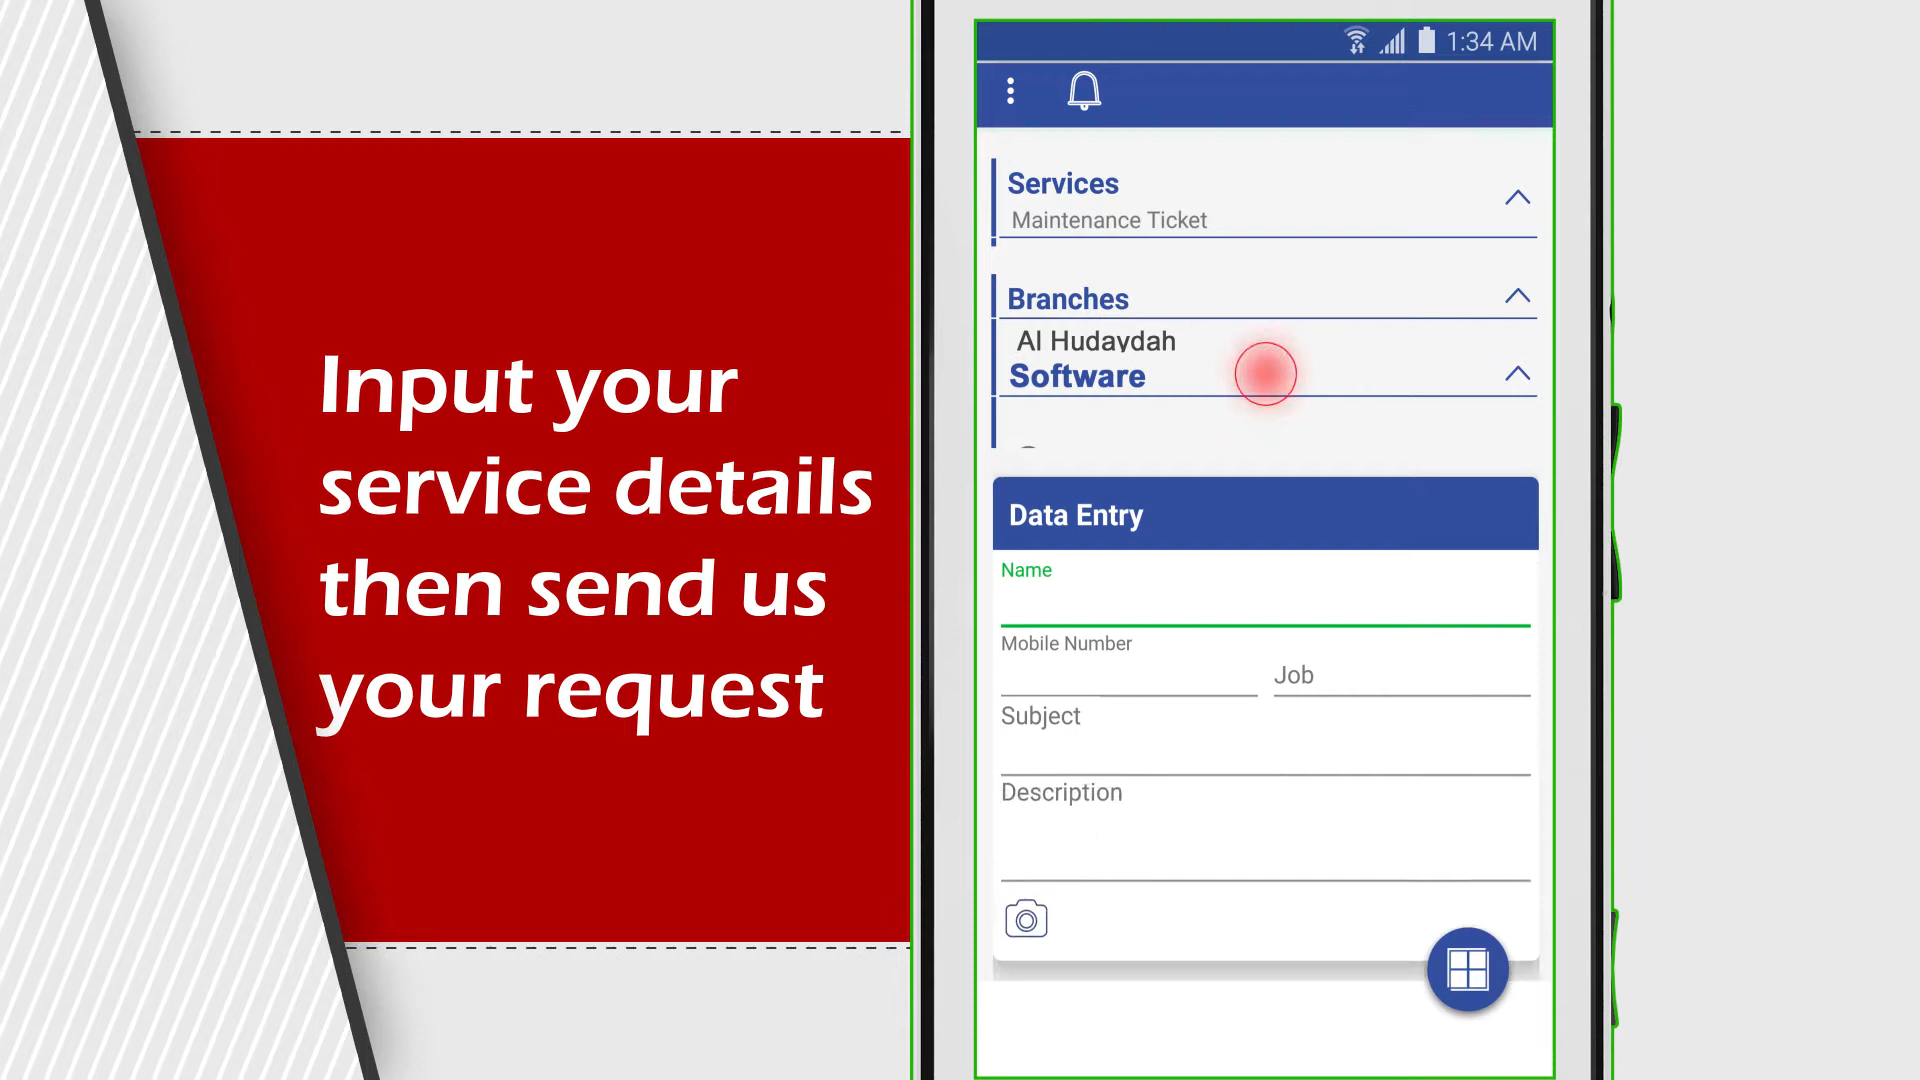 Input your
service details
then send us
your request
1:34 AM
Services
Maintenance Ticket
Branches
Al Hudaydah
Software
Data Entry
Name
Mobile Number
Job
Subject
Description